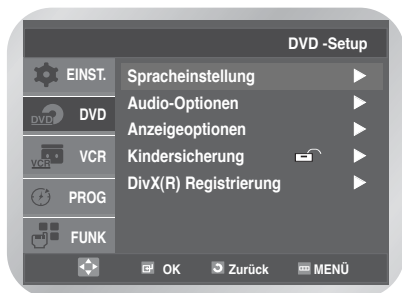 DVD -Setup
EINST.
DVD
VCR
PROG
FUNK
Spracheinstellung
Audio-Optionen
Anzeigeoptionen
Kindersicherung
DivX(R) Registrierung
OK Zurück MENÜ